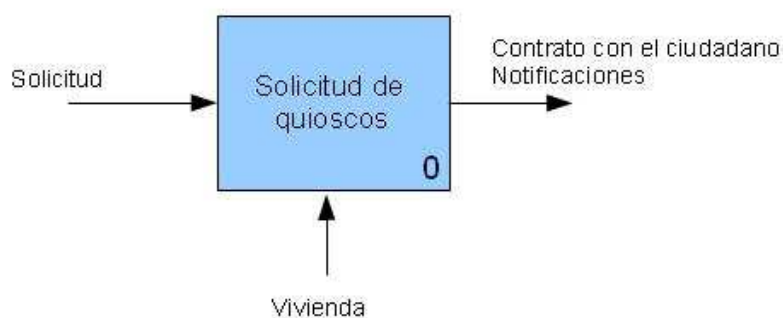 Contrato con el ciudadano
Notificaciones
Solicitud
Solicitud de
quioscos
0
Vivienda